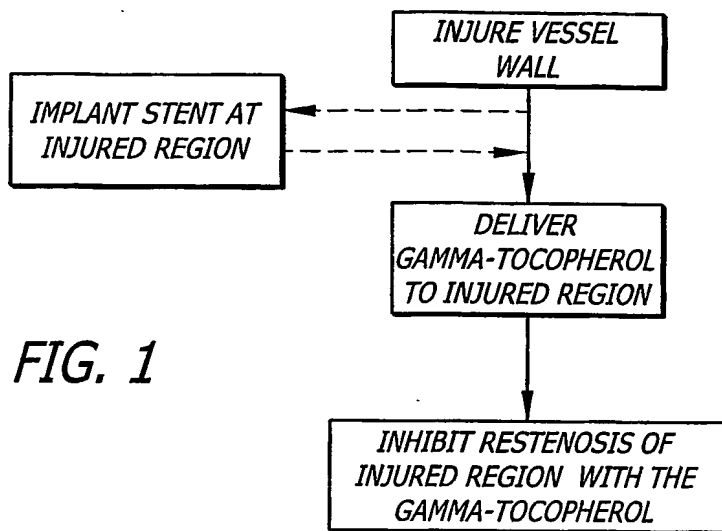 INJURE VESSEL
WALL
IMPLANT STENT AT
INJURED REGION
DELIVER
GAMMA-TOCOPHEROL
TO INJURED REGION
FIG. 1
INHIBIT RESTENOSIS OF
INJURED REGION WITH THE
GAMMA-TOCOPHEROL